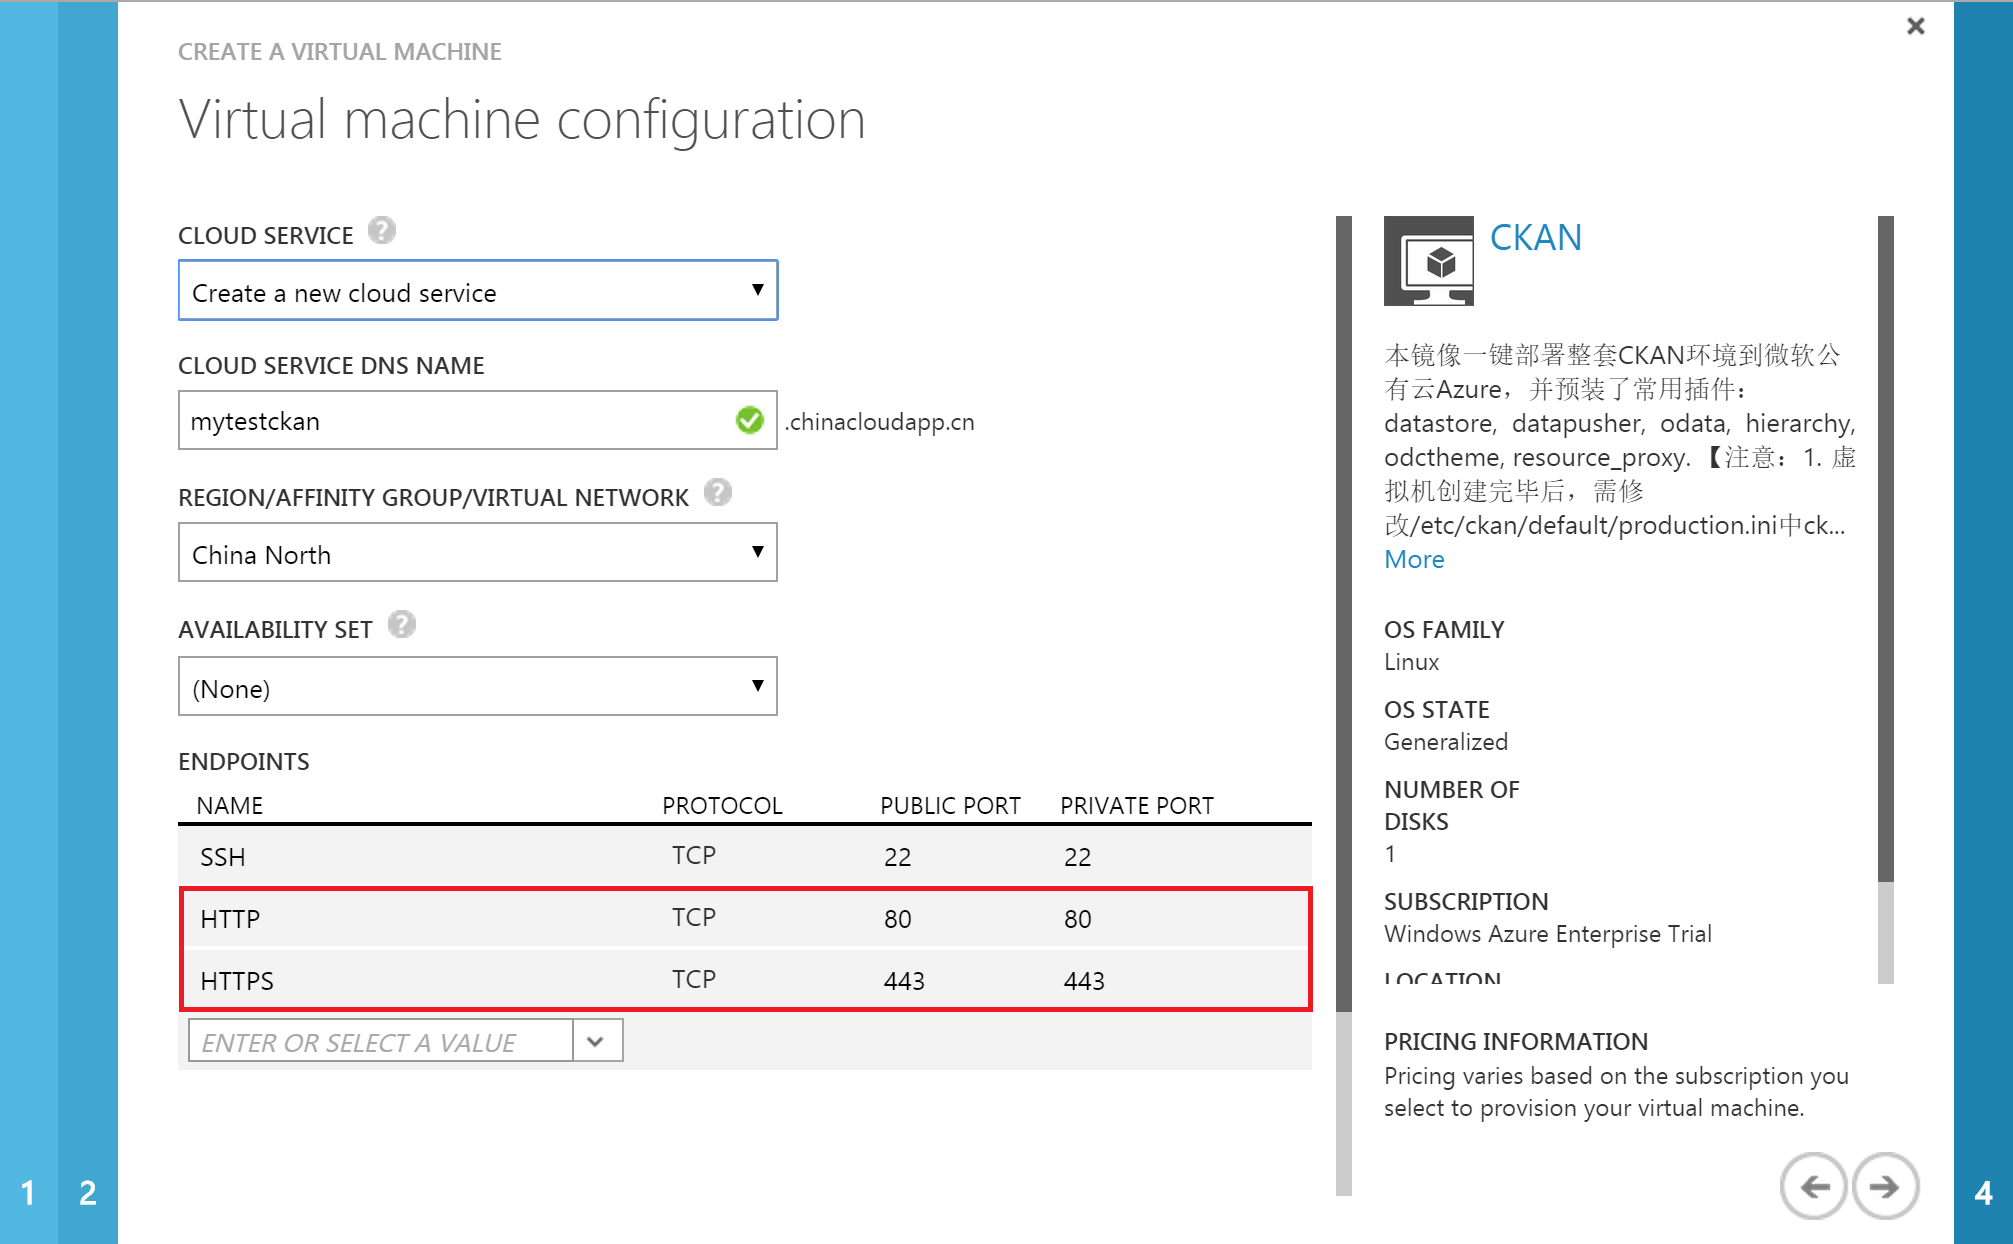 CREATE A VIRTUAL MACHINE
Virtual machine configuration
CLOUD SERVICE ?
Create a new cloud service
CLOUD SERVICE DNS NAME
mytestckan .chinacloudapp.cn
REGION/AFFINITY GROUP/VIRTUAL NETWORK ?
China North
AVAILABILITY SET ?
(None)
ENDPOINTS
NAME PROTOCOL PUBLIC PORT PRIVATE PORT
SSH TCP 22 22
HTTP TCP 80 80
HTTPS TCP 443 443
ENTER OR SELECT A VALUE
CKAN
本镜像一键部署整套CKAN环境到微软公
有云Azure，并预装了常用插件：
datastore, datapusher, odata, hierarchy,
odctheme, resource_proxy.【注意：1. 虚
拟机创建完毕后，需修
改/etc/ckan/default/production.ini中ck...
More
OS FAMILY
Linux
OS STATE
Generalized
NUMBER OF
DISKS
1
SUBSCRIPTION
Windows Azure Enterprise Trial
LOCATION
PRICING INFORMATION
Pricing varies based on the subscription you
select to provision your virtual machine.
1 2
4